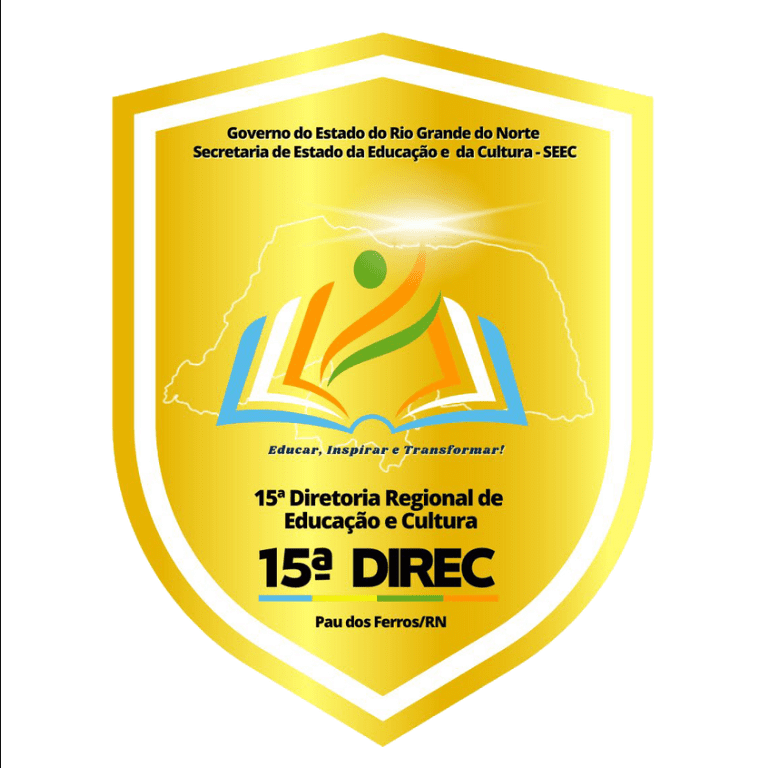 Governo do Estado do Rio Grande do Norte
Secretaria de Estado da Educação e da Cultura - SEEC
Educar, Inspirar e Transformar!
15ª Diretoria Regional de
Educação e Cultura
15ª DIREC
Pau dos Ferros/RN